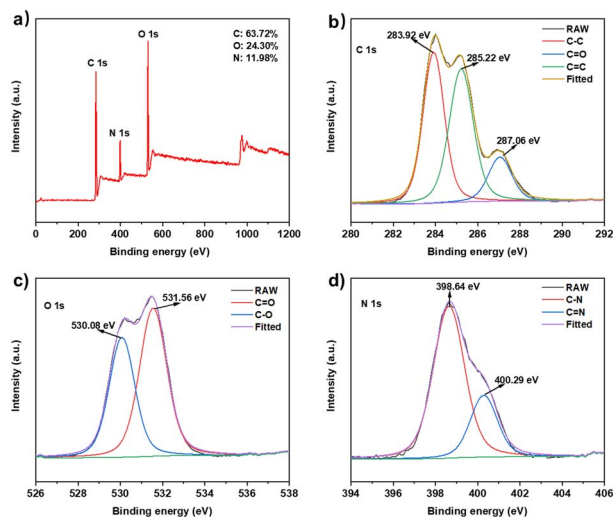 a)
O 1s
C: 63.72%
O: 24.30%
N: 11.98%
C 1s
N 1s
Intensity (a.u.)
0 200 400 600 800 1000 1200
Binding energy (eV)
b)
283.92 eV
C 1s
285.22 eV
287.06 eV
RAW
C-C
C=O
C=C
Fitted
Intensity (a.u.)
280 282 284 286 288 290 292
Binding energy (eV)
c)
O 1s
531.56 eV
530.08 eV
RAW
C=O
C-O
Fitted
Intensity (a.u.)
526 528 530 532 534 536 538
Binding energy (eV)
d)
N 1s
398.64 eV
400.29 eV
RAW
C-N
C=N
Fitted
Intensity (a.u.)
394 396 398 400 402 404 406
Binding energy (eV)